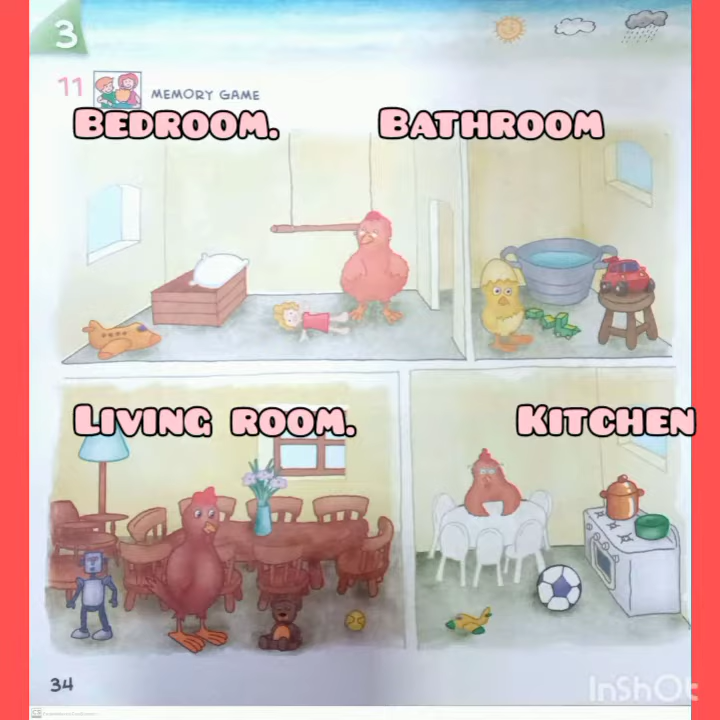 3
11 MEMORY GAME
BEDROOM. BATHROOM
LIVING ROOM. KITCHEN
34
InShOt